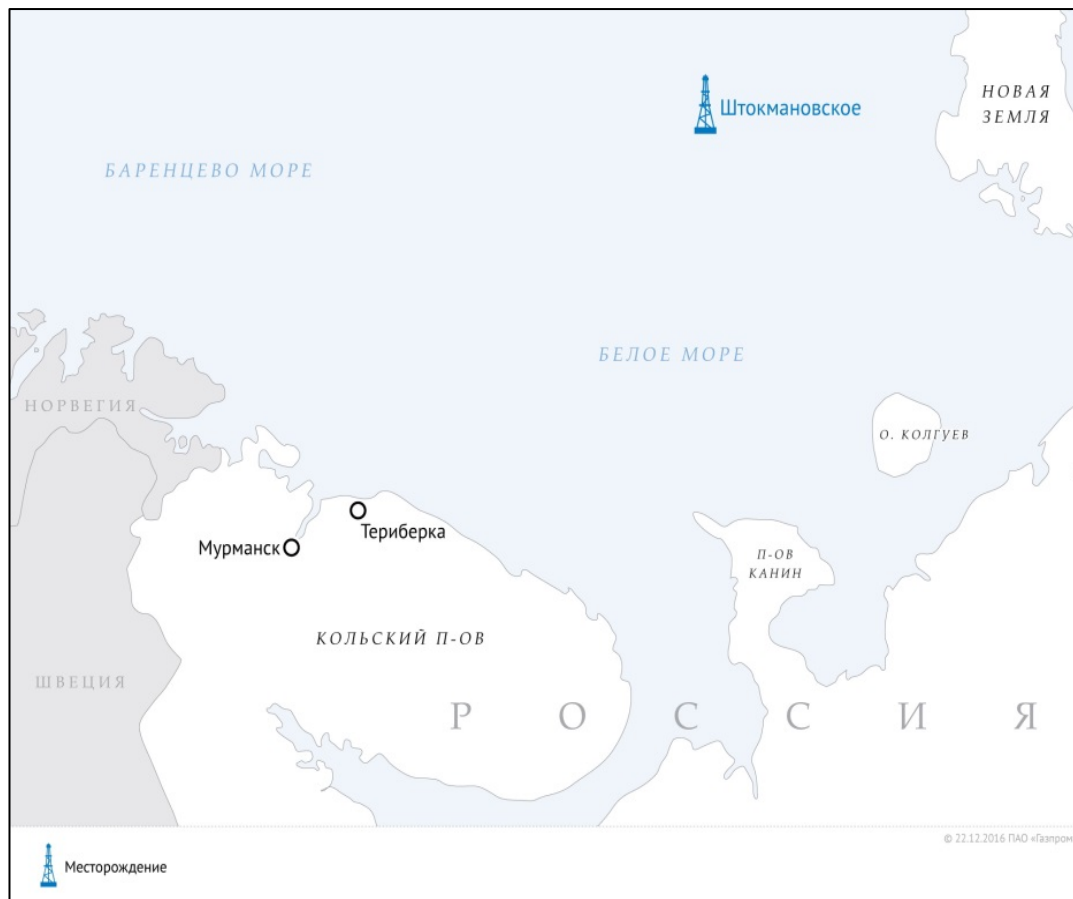 НОВАЯ
ЗЕМЛЯ
Штокмановское
БАРЕНЦЕВО МОРЕ
БЕЛОЕ МОРЕ
НОРВЕГИЯ
О. КОЛГУЕВ
Териберка
Мурманск
П-ОВ
КАНИН
КОЛЬСКИЙ П-ОВ
ШВЕЦИЯ
РОССИЯ
© 22.12.2016 ПАО «Газпром
Месторождение